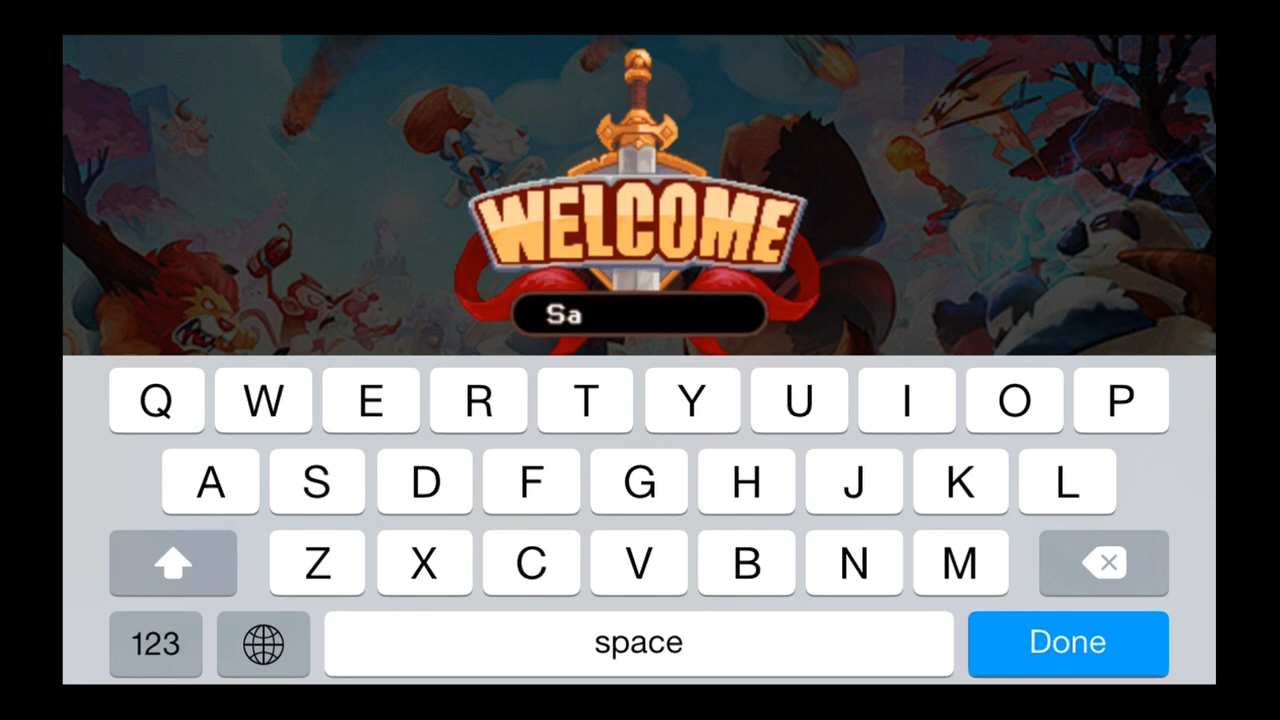 WELCOME
Sa
Q W E R T Y U I O P
A S D F G H J K L
Z X C V B N M
123 space Done